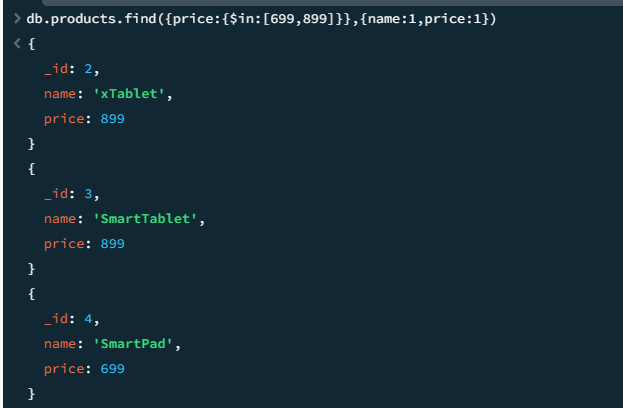 > db.products.find({price:{$in:[699,899]}},{name:1,price:1})
< {
_id: 2,
name: 'xTablet',
price: 899
}
{
_id: 3,
name: 'SmartTablet',
price: 899
}
{
_id: 4,
name: 'SmartPad',
price: 699
}